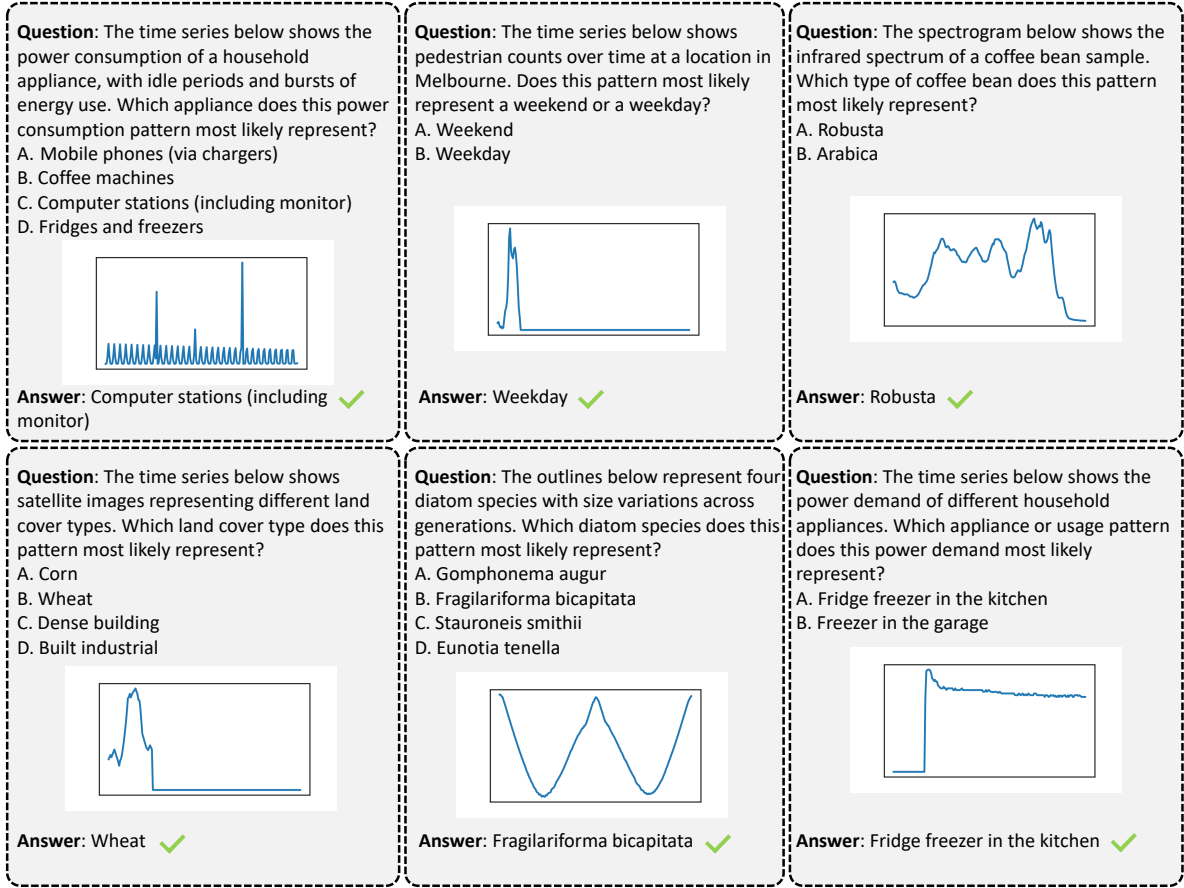 Question: The time series below shows the
power consumption of a household
appliance, with idle periods and bursts of
energy use. Which appliance does this power
consumption pattern most likely represent?
A. Mobile phones (via chargers)
B. Coffee machines
C. Computer stations (including monitor)
D. Fridges and freezers
Answer: Computer stations (including
monitor)
Question: The time series below shows
pedestrian counts over time at a location in
Melbourne. Does this pattern most likely
represent a weekend or a weekday?
A. Weekend
B. Weekday
Answer: Weekday
Question: The spectrogram below shows the
infrared spectrum of a coffee bean sample.
Which type of coffee bean does this pattern
most likely represent?
A. Robusta
B. Arabica
Answer: Robusta
Question: The time series below shows
satellite images representing different land
cover types. Which land cover type does this
pattern most likely represent?
A. Corn
B. Wheat
C. Dense building
D. Built industrial
Answer: Wheat
Question: The outlines below represent four
diatom species with size variations across
generations. Which diatom species does this
pattern most likely represent?
A. Gomphonema augur
B. Fragilariforma bicapitata
C. Stauroneis smithii
D. Eunotia tenella
Answer: Fragilariforma bicapitata
Question: The time series below shows the
power demand of different household
appliances. Which appliance or usage pattern
does this power demand most likely
represent?
A. Fridge freezer in the kitchen
B. Freezer in the garage
Answer: Fridge freezer in the kitchen